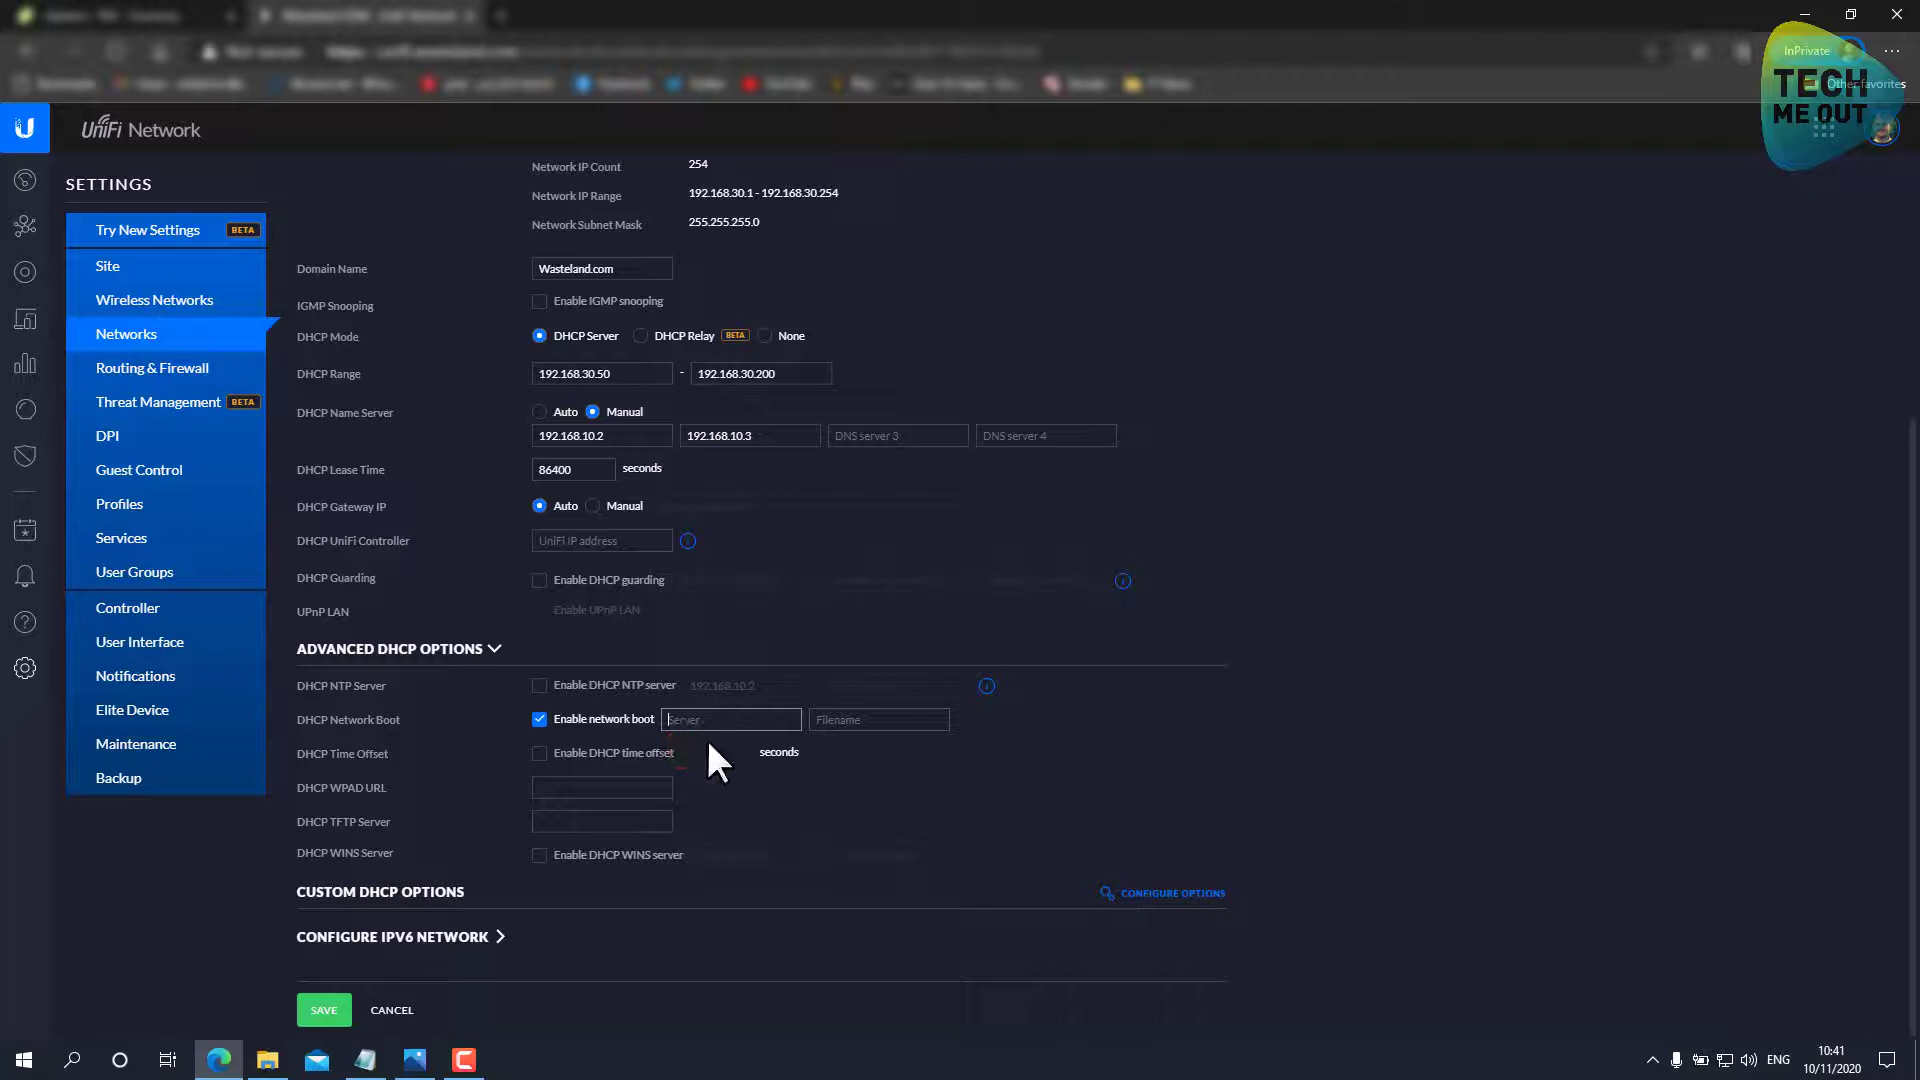 InPrivate
TECH
ME OUT
Other favorites
UniFi Network
SETTINGS
Try New Settings BETA
Site
Wireless Networks
Networks
Routing & Firewall
Threat Management BETA
DPI
Guest Control
Profiles
Services
User Groups
Controller
User Interface
Notifications
Elite Device
Maintenance
Backup
Network IP Count 254
Network IP Range 192.168.30.1 - 192.168.30.254
Network Subnet Mask 255.255.255.0
Domain Name Wasteland.com
IGMP Snooping Enable IGMP snooping
DHCP Mode DHCP Server DHCP Relay BETA None
DHCP Range 192.168.30.50 - 192.168.30.200
DHCP Name Server Auto Manual
192.168.10.2 192.168.10.3 DNS server 3 DNS server 4
DHCP Lease Time 86400 seconds
DHCP Gateway IP Auto Manual
DHCP UniFi Controller UniFi IP address
DHCP Guarding Enable DHCP guarding
UPnP LAN Enable UPnP LAN
ADVANCED DHCP OPTIONS
DHCP NTP Server Enable DHCP NTP server 192.168.10.2
DHCP Network Boot Enable network boot Server Filename
DHCP Time Offset Enable DHCP time offset seconds
DHCP WPAD URL
DHCP TFTP Server
DHCP WINS Server Enable DHCP WINS server
CUSTOM DHCP OPTIONS CONFIGURE OPTIONS
CONFIGURE IPV6 NETWORK
SAVE CANCEL
ENG
10:41
10/11/2020